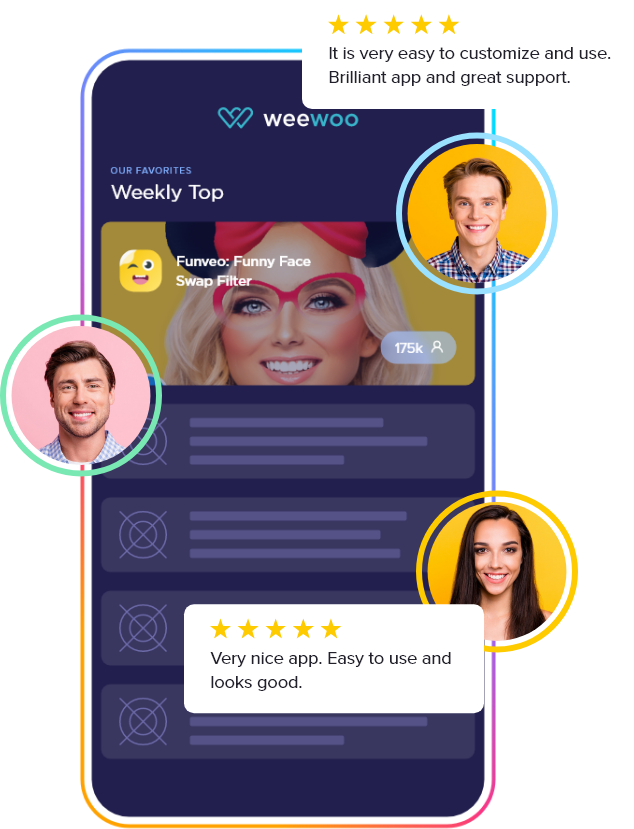 It is very easy to customize and use.
Brilliant app and great support.
weewoo
OUR FAVORITES
Weekly Top
Funveo: Funny Face
Swap Filter
175k
Very nice app. Easy to use and
looks good.